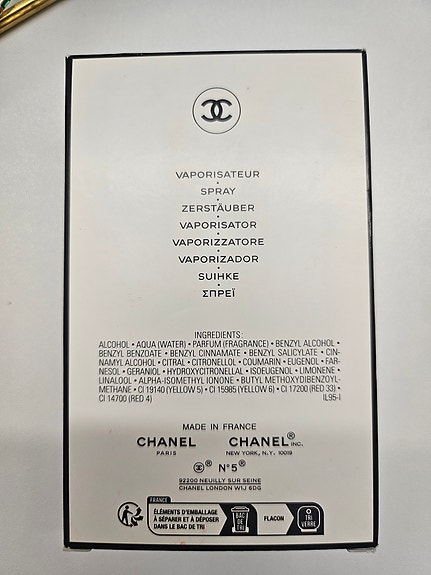 VAPORISATEUR
SPRAY
ZERSTÄUBER
VAPORISATOR
VAPORIZZATORE
VAPORIZADOR
SUIHKE
ΣΠΡΕΪ
INGREDIENTS:
ALCOHOL • AQUA (WATER) • PARFUM (FRAGRANCE) • BENZYL ALCOHOL •
BENZYL BENZOATE • BENZYL CINNAMATE • BENZYL SALICYLATE • CIN-
NAMYL ALCOHOL • CITRAL • CITRONELLOL • COUMARIN • EUGENOL • FAR-
NESOL • GERANIOL • HYDROXYCITRONELLAL • ISOEUGENOL • LIMONENE •
LINALOOL • ALPHA-ISOMETHYL IONONE • BUTYL METHOXYDIBENZOYL-
METHANE • CI 19140 (YELLOW 5) • CI 15985 (YELLOW 6) • CI 17200 (RED 33) •
CI 14700 (RED 4) IL95-I
MADE IN FRANCE
CHANEL CHANEL® INC.
PARIS NEW YORK, N.Y. 10019
® N°5®
92200 NEUILLY SUR SEINE
CHANEL LONDON W1J 6DG
FRANCE
ÉLÉMENTS D'EMBALLAGE
À SÉPARER ET À DÉPOSER
DANS LE BAC DE TRI
BAC
DE
TRI
FLACON
TRI
VERRE